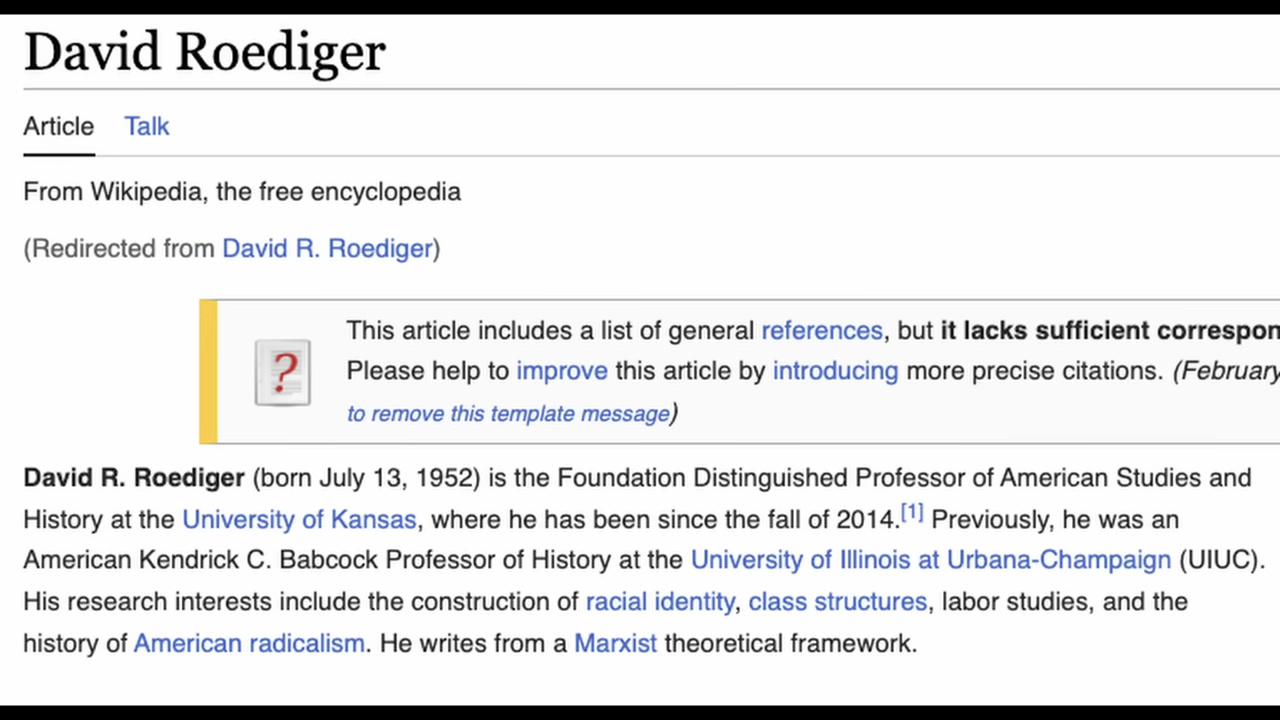 David Roediger
Article Talk
From Wikipedia, the free encyclopedia
(Redirected from David R. Roediger)
?
This article includes a list of general references, but it lacks sufficient correspon
Please help to improve this article by introducing more precise citations. (February
to remove this template message)
David R. Roediger (born July 13, 1952) is the Foundation Distinguished Professor of American Studies and
History at the University of Kansas, where he has been since the fall of 2014.[1] Previously, he was an
American Kendrick C. Babcock Professor of History at the University of Illinois at Urbana-Champaign (UIUC).
His research interests include the construction of racial identity, class structures, labor studies, and the
history of American radicalism. He writes from a Marxist theoretical framework.